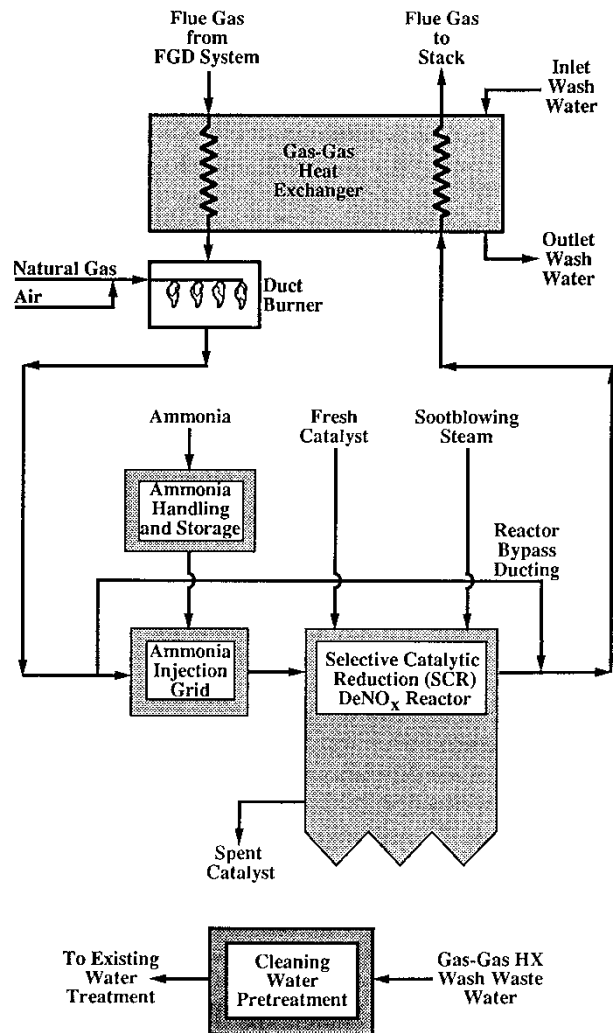 Flue Gas
from
FGD System
Flue Gas
to
Stack
Inlet
Wash
Water
Gas-Gas
Heat
Exchanger
Outlet
Wash
Water
Natural Gas
Air
Duct
Burner
Ammonia
Fresh
Catalyst
Sootblowing
Steam
Ammonia
Handling
and Storage
Reactor
Bypass
Ducting
Ammonia
Injection
Grid
Selective Catalytic
Reduction (SCR)
DeNOx Reactor
Spent
Catalyst
To Existing
Water
Treatment
Cleaning
Water
Pretreatment
Gas-Gas HX
Wash Waste
Water